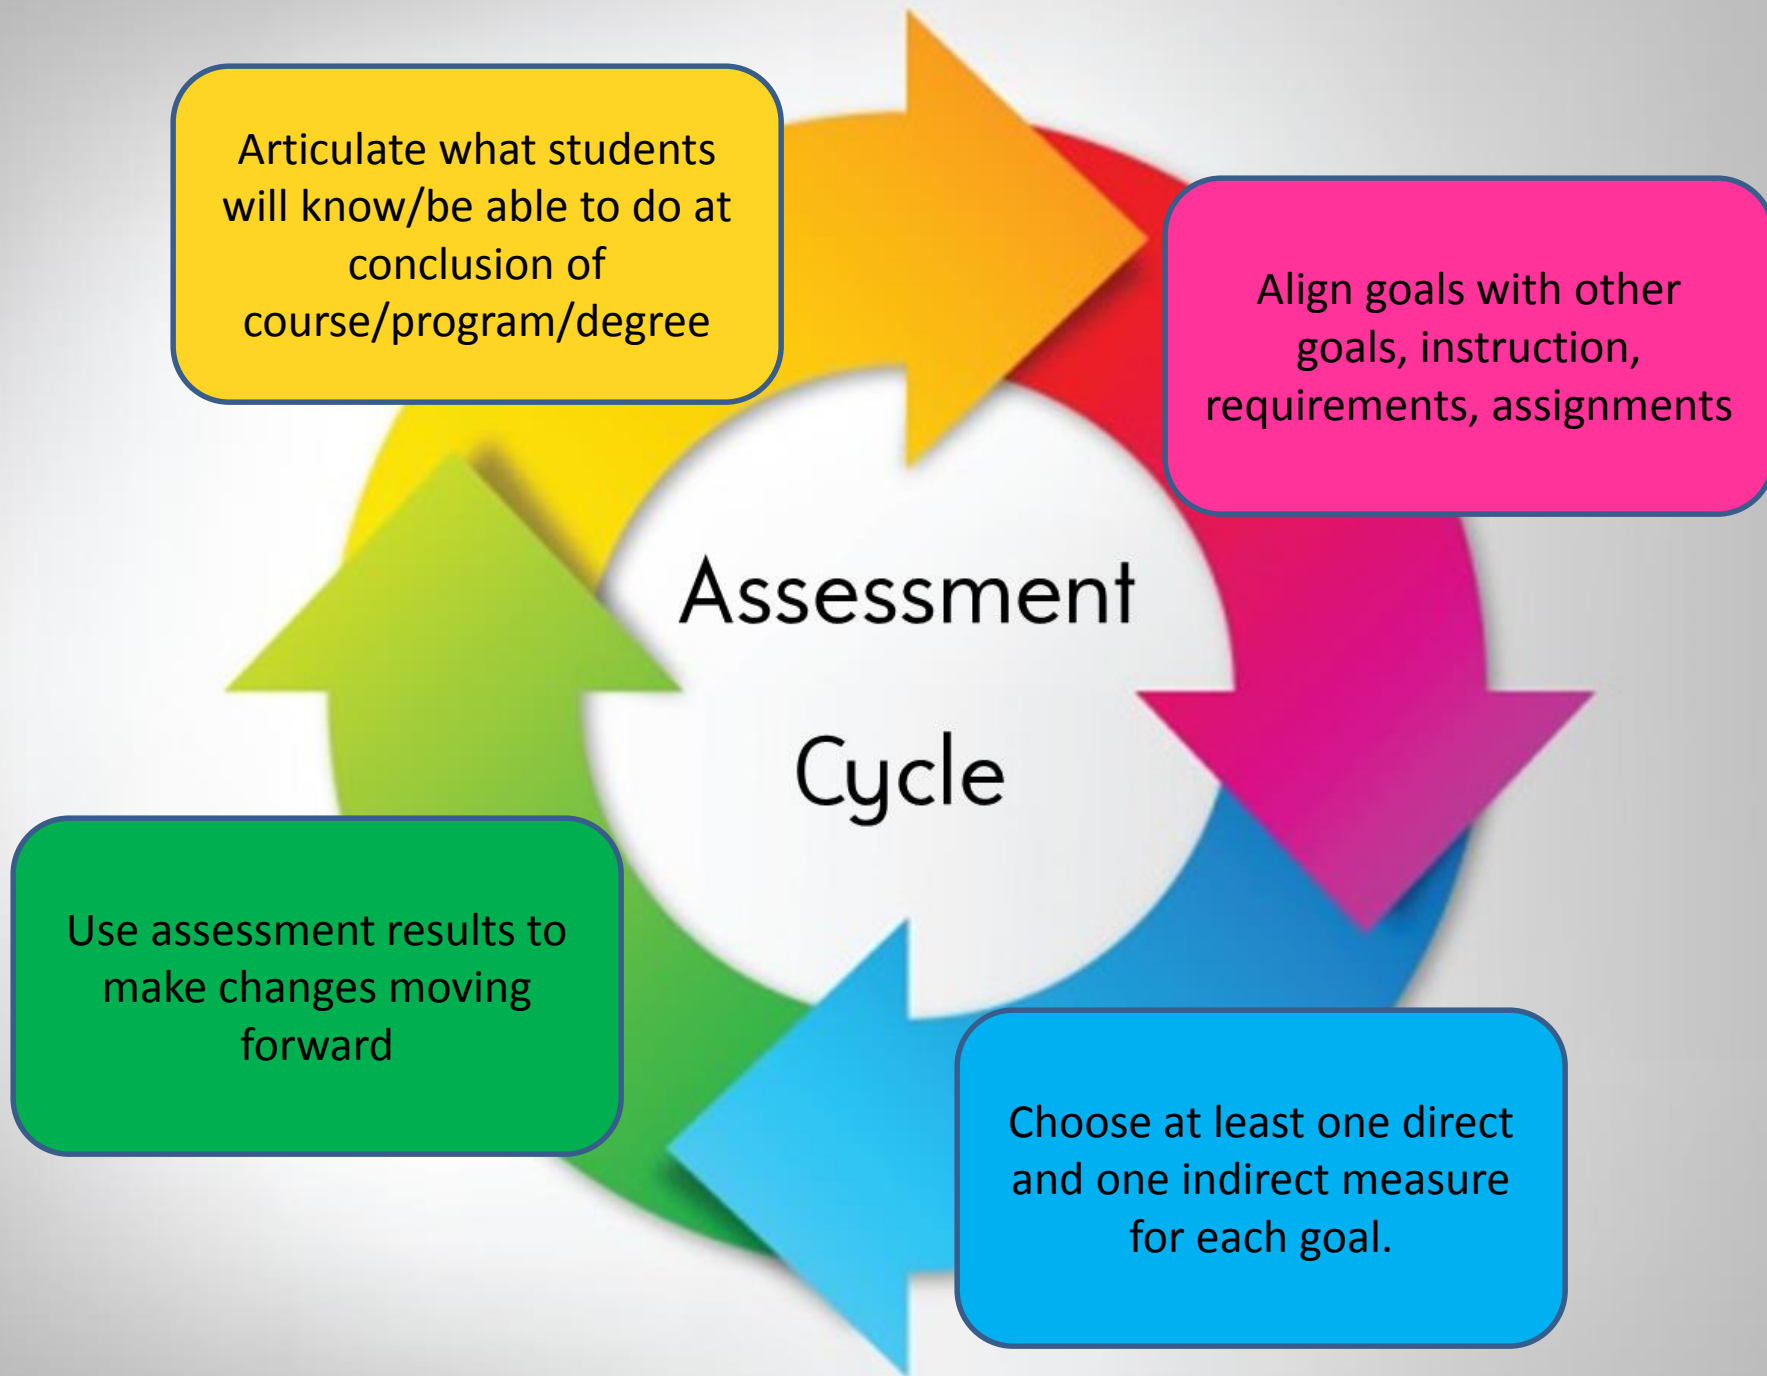 Articulate what students
will know/be able to do at
conclusion of
course/program/degree
Align goals with other
goals, instruction,
requirements, assignments
Assessment
Cycle
Use assessment results to
make changes moving
forward
Choose at least one direct
and one indirect measure
for each goal.